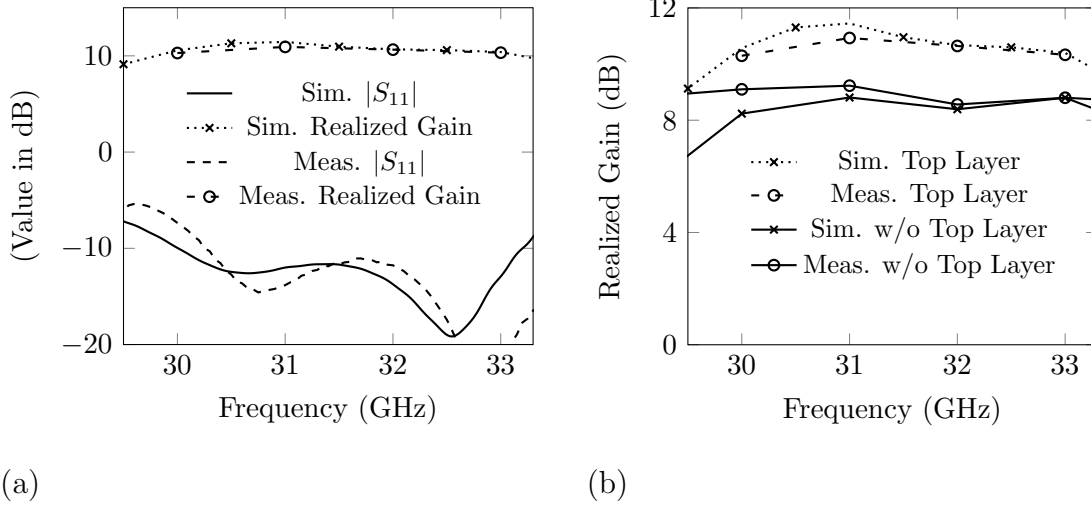 10
0
−10
−20
30
31
32
33
(Value in dB)
Frequency (GHz)
Sim. |S11|
Sim. Realized Gain
Meas. |S11|
Meas. Realized Gain
(a)
12
8
4
0
30
31
32
33
Realized Gain (dB)
Frequency (GHz)
Sim. Top Layer
Meas. Top Layer
Sim. w/o Top Layer
Meas. w/o Top Layer
(b)